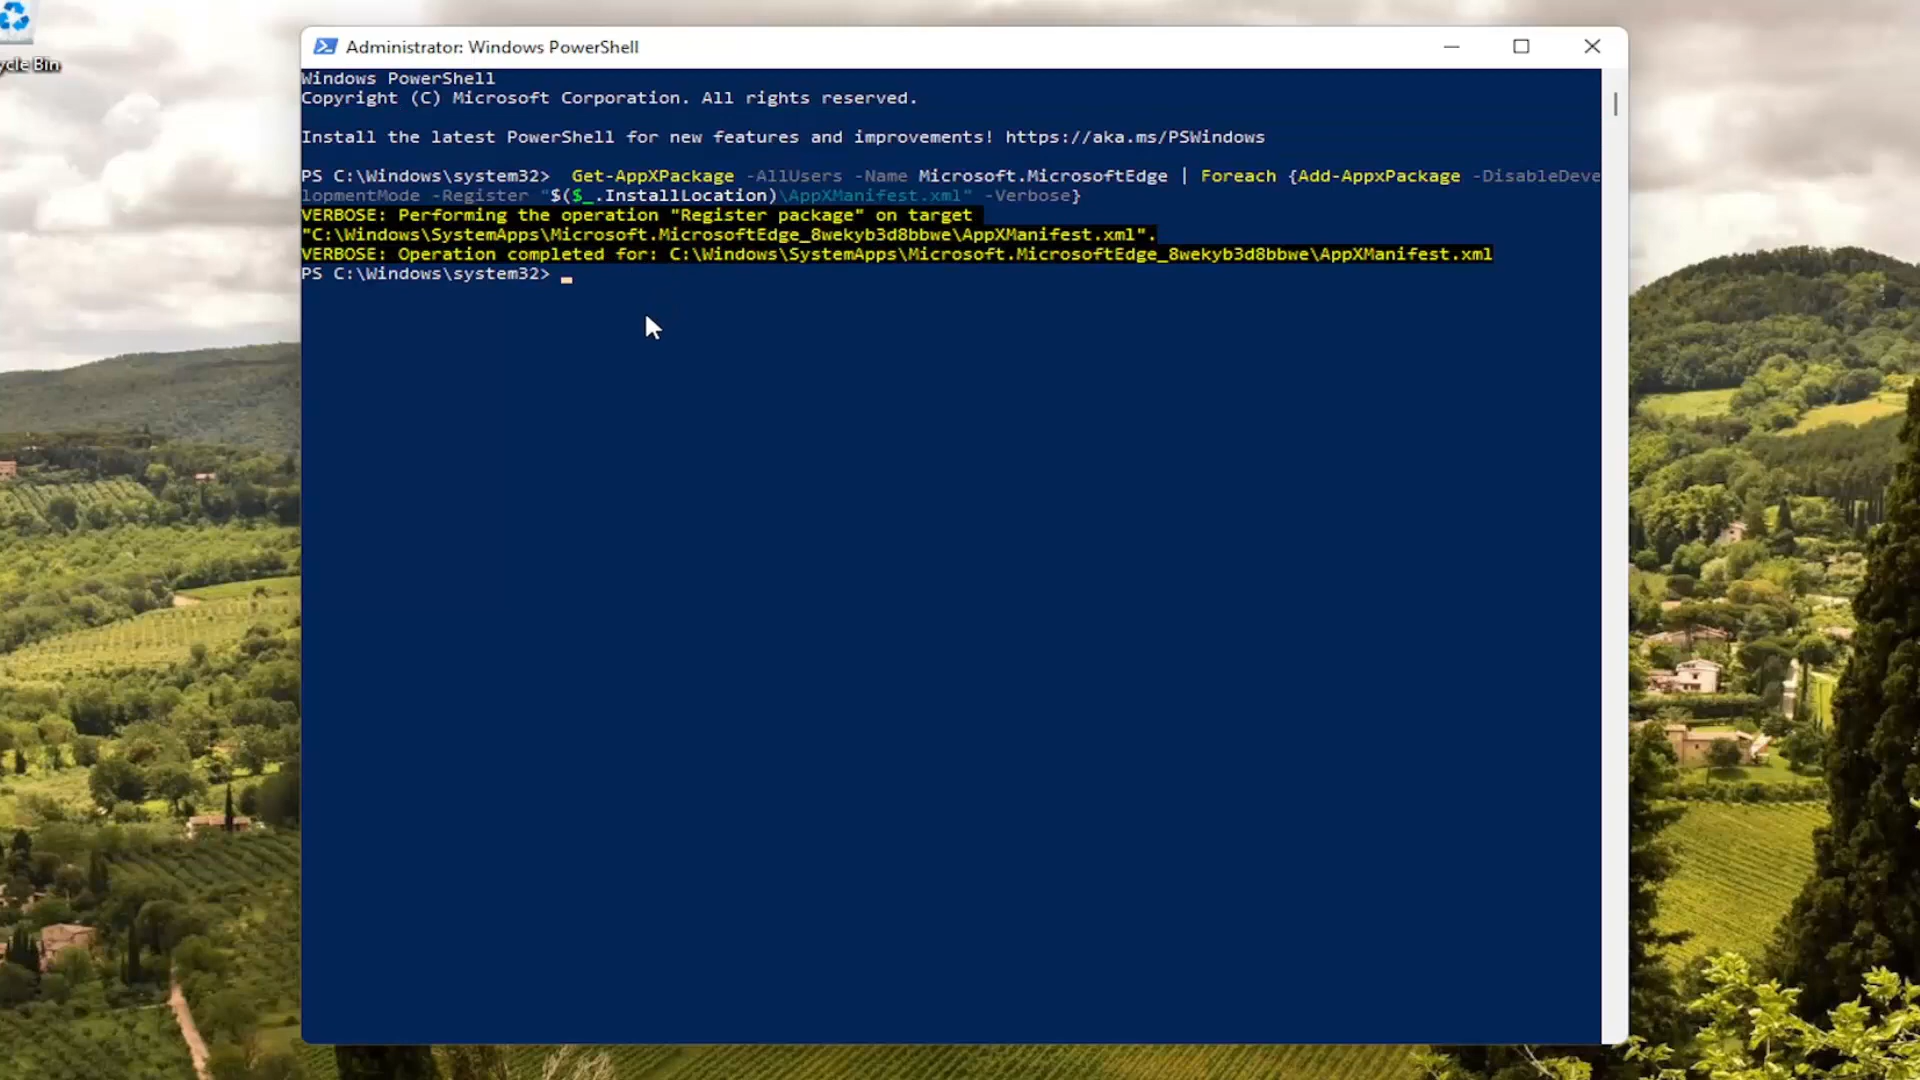 cle Bin
Administrator: Windows PowerShell
Windows PowerShell
Copyright (C) Microsoft Corporation. All rights reserved.
Install the latest PowerShell for new features and improvements! https://aka.ms/PSWindows
PS C:\Windows\system32>  Get-AppXPackage -AllUsers -Name Microsoft.MicrosoftEdge | Foreach {Add-AppxPackage -DisableDeve
lopmentMode -Register "$($_.InstallLocation)\AppXManifest.xml" -Verbose}
VERBOSE: Performing the operation "Register package" on target
"C:\Windows\SystemApps\Microsoft.MicrosoftEdge_8wekyb3d8bbwe\AppXManifest.xml".
VERBOSE: Operation completed for: C:\Windows\SystemApps\Microsoft.MicrosoftEdge_8wekyb3d8bbwe\AppXManifest.xml
PS C:\Windows\system32>